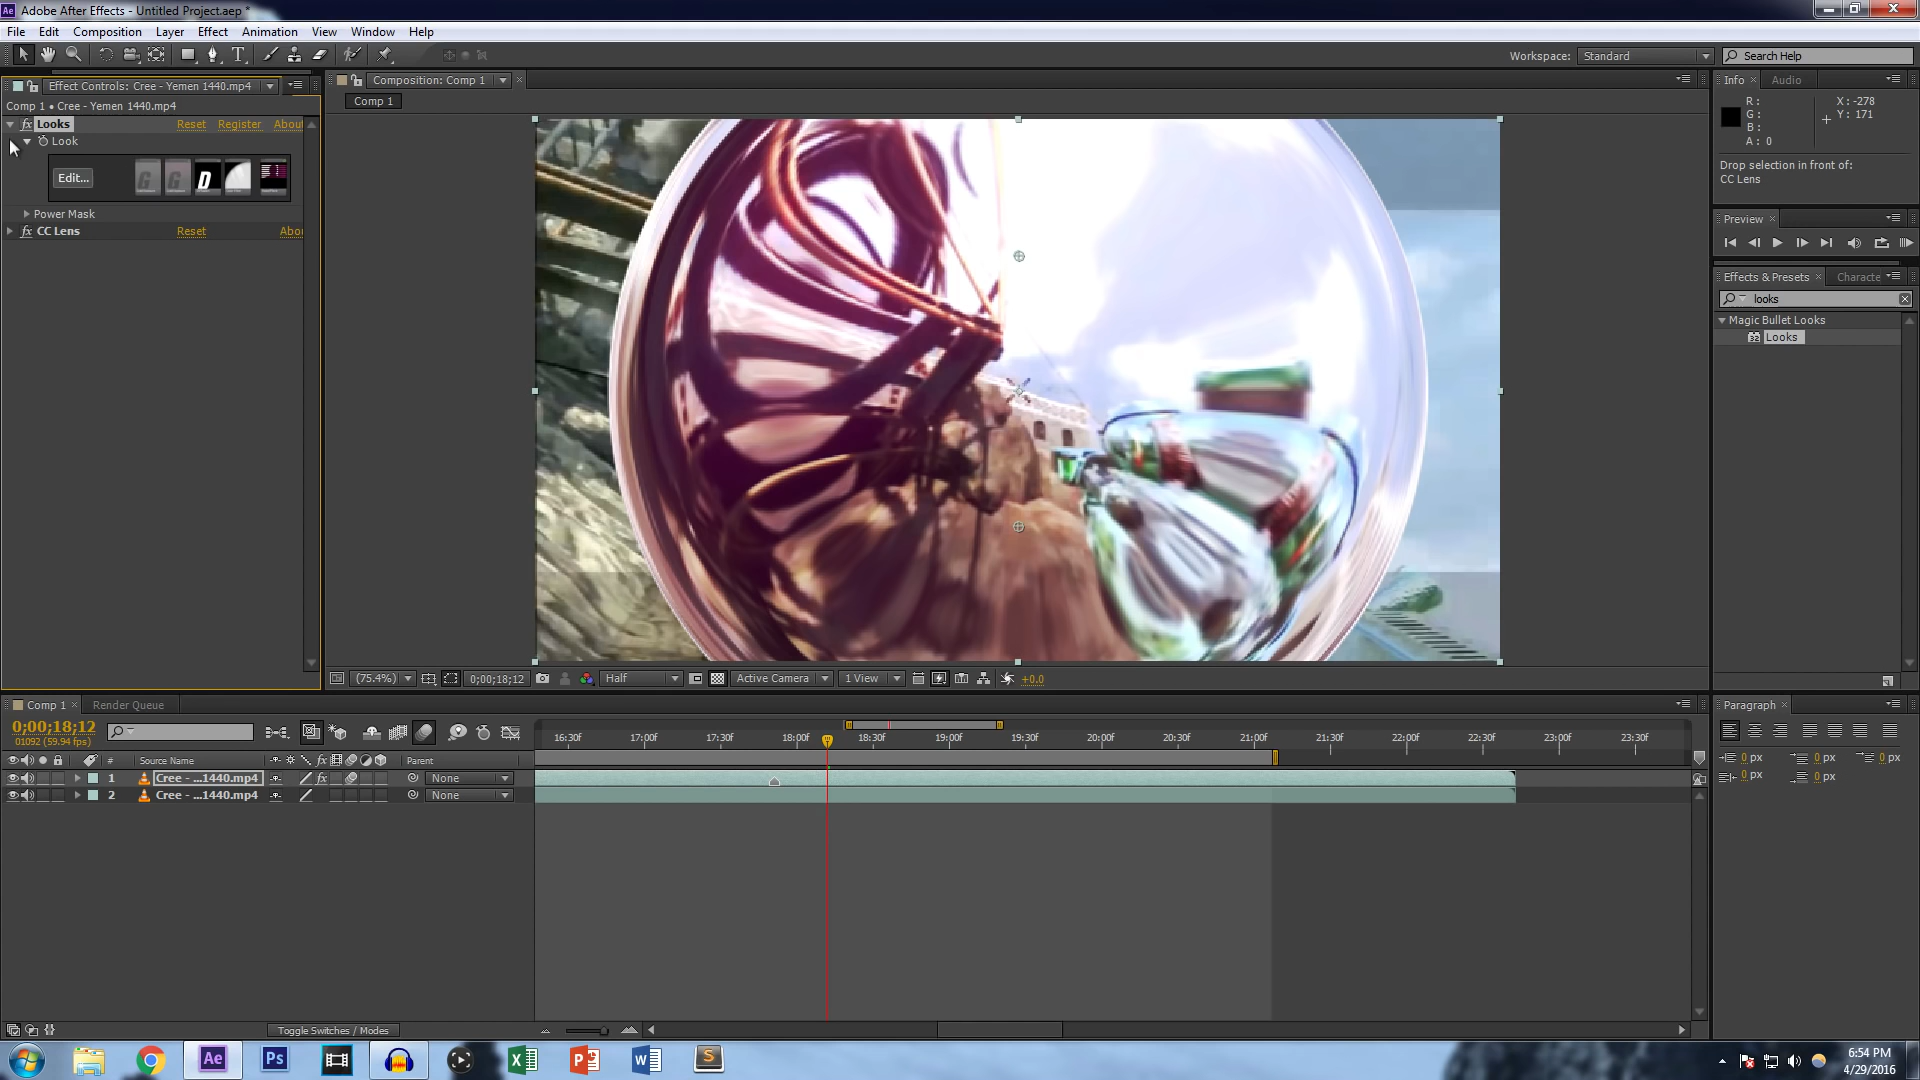 Adobe After Effects - Untitled Project.aep *
File Edit Composition Layer Effect Animation View Window Help
Workspace: Standard Search Help
Effect Controls: Cree - Yemen 1440.mp4
Comp 1 • Cree - Yemen 1440.mp4
fx Looks Reset Register About
Look
Edit...
Power Mask
fx CC Lens Reset Abou
Composition: Comp 1
Comp 1
(75.4%) 0;00;18;12 Half Active Camera 1 View +0.0
Info Audio
R: X: -278
G: Y: 171
B:
A: 0
Drop selection in front of:
CC Lens
Preview
Effects & Presets Characte
looks
Magic Bullet Looks
Looks
Comp 1 Render Queue
0;00;18;12
01092 (59.94 fps)
16:30f 17:00f 17:30f 18:00f 18:30f 19:00f 19:30f 20:00f 20:30f 21:00f 21:30f 22:00f 22:30f 23:00f 23:30f
# Source Name Parent
1 Cree - ...1440.mp4 None
2 Cree - ...1440.mp4 None
Toggle Switches / Modes
Paragraph
0 px 0 px 0 px
0 px 0 px
Ae Ps
6:54 PM
4/29/2016